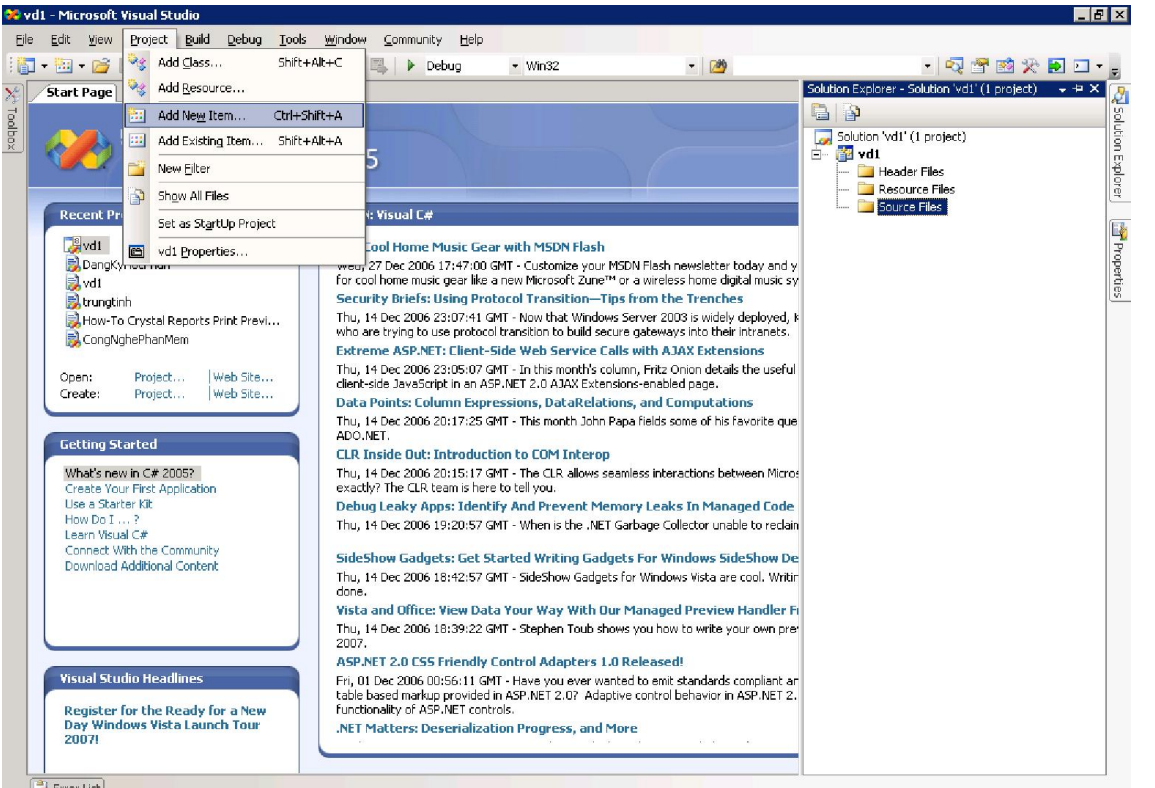 vd1 - Microsoft Visual Studio
File Edit View Project Build Debug Tools Window Community Help
Debug Win32
Add Class... Shift+Alt+C
Add Resource...
Add New Item... Ctrl+Shift+A
Add Existing Item... Shift+Alt+A
New Filter
Show All Files
Set as StartUp Project
vd1 Properties...
Toolbox
Start Page
5
Recent Pr
vd1
vd1
trungtinh
How-To Crystal Reports Print Previ...
CongNghePhanMem
Open: Project... Web Site...
Create: Project... Web Site...
Getting Started
What's new in C# 2005?
Create Your First Application
Use a Starter Kit
How Do I ... ?
Learn Visual C#
Connect With the Community
Download Additional Content
Visual Studio Headlines
Register for the Ready for a New
Day Windows Vista Launch Tour
2007!
: Visual C#
Cool Home Music Gear with MSDN Flash
Wed, 27 Dec 2006 17:47:00 GMT - Customize your MSDN Flash newsletter today and y
for cool home music gear like a new Microsoft Zune™ or a wireless home digital music sy
Security Briefs: Using Protocol Transition—Tips from the Trenches
Thu, 14 Dec 2006 23:07:41 GMT - Now that Windows Server 2003 is widely deployed,
who are trying to use protocol transition to build secure gateways into their intranets.
Extreme ASP.NET: Client-Side Web Service Calls with AJAX Extensions
Thu, 14 Dec 2006 23:05:07 GMT - In this month's column, Fritz Onion details the useful
client-side JavaScript in an ASP.NET 2.0 AJAX Extensions-enabled page.
Data Points: Column Expressions, DataRelations, and Computations
Thu, 14 Dec 2006 20:17:25 GMT - This month John Papa fields some of his favorite que
ADO.NET.
CLR Inside Out: Introduction to COM Interop
Thu, 14 Dec 2006 20:15:17 GMT - The CLR allows seamless interactions between Micros
exactly? The CLR team is here to tell you.
Debug Leaky Apps: Identify And Prevent Memory Leaks In Managed Code
Thu, 14 Dec 2006 19:20:57 GMT - When is the .NET Garbage Collector unable to reclain
SideShow Gadgets: Get Started Writing Gadgets For Windows SideShow De
Thu, 14 Dec 2006 18:42:57 GMT - SideShow Gadgets for Windows Vista are cool. Writin
done.
Vista and Office: View Data Your Way With Our Managed Preview Handler Fr
Thu, 14 Dec 2006 18:39:22 GMT - Stephen Toub shows you how to write your own pre
2007.
ASP.NET 2.0 CSS Friendly Control Adapters 1.0 Released!
Fri, 01 Dec 2006 00:56:11 GMT - Have you ever wanted to emit standards compliant an
table based markup provided in ASP.NET 2.0? Adaptive control behavior in ASP.NET 2.
functionality of ASP.NET controls.
.NET Matters: Deserialization Progress, and More
Solution Explorer - Solution 'vd1' (1 project)
Solution 'vd1' (1 project)
vd1
Header Files
Resource Files
Source Files
Solution Explorer
Properties